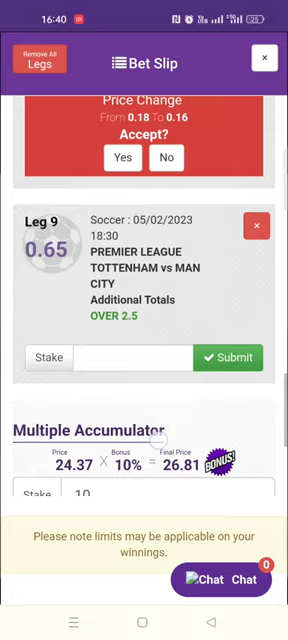 16:40
25
Remove All
Legs
Bet Slip
×
Price Change
From 0.18 To 0.16
Accept?
Yes
No
Leg 9
0.65
Soccer : 05/02/2023
18:30
PREMIER LEAGUE
TOTTENHAM vs MAN
CITY
Additional Totals
OVER 2.5
×
Stake
Submit
Multiple Accumulator
Price Bonus Final Price
24.37 X 10% = 26.81
BONUS!
Stake 10
Please note limits may be applicable on your
winnings.
Chat Chat
0